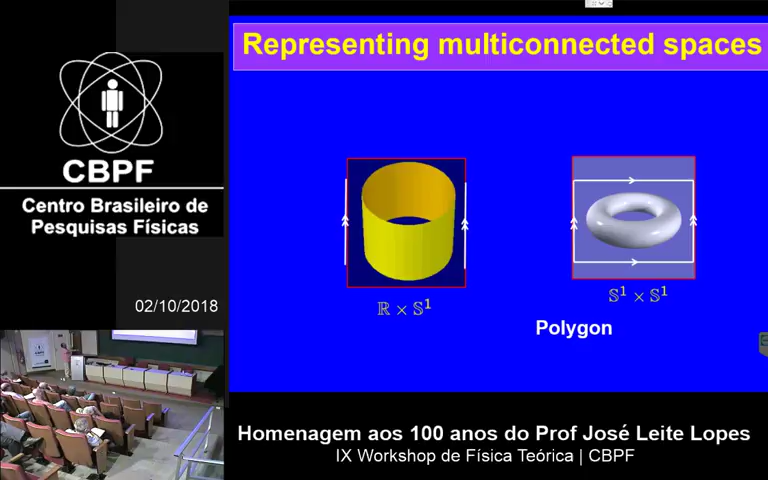 Representing multiconnected spaces
CBPF
Centro Brasileiro de
Pesquisas Físicas
02/10/2018
ℝ × 𝕊¹
𝕊¹ × 𝕊¹
Polygon
Homenagem aos 100 anos do Prof José Leite Lopes
IX Workshop de Física Teórica | CBPF